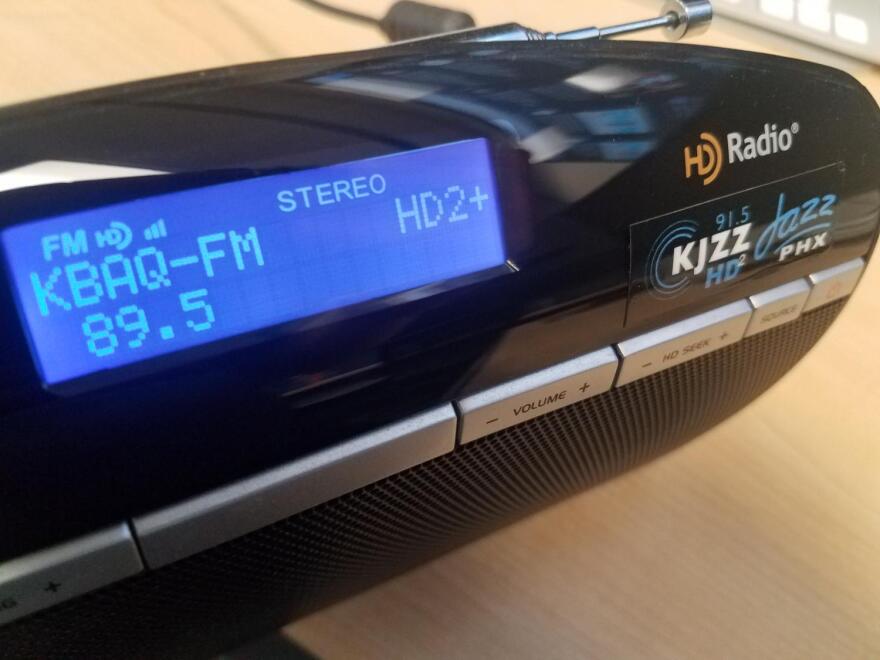 STEREO
FM HD HD2+
KBAQ-FM
89.5
HD Radio®
91.5
KJZZ Jazz
HD2 PHX
− VOLUME +
− HD SEEK +
SOURCE
+